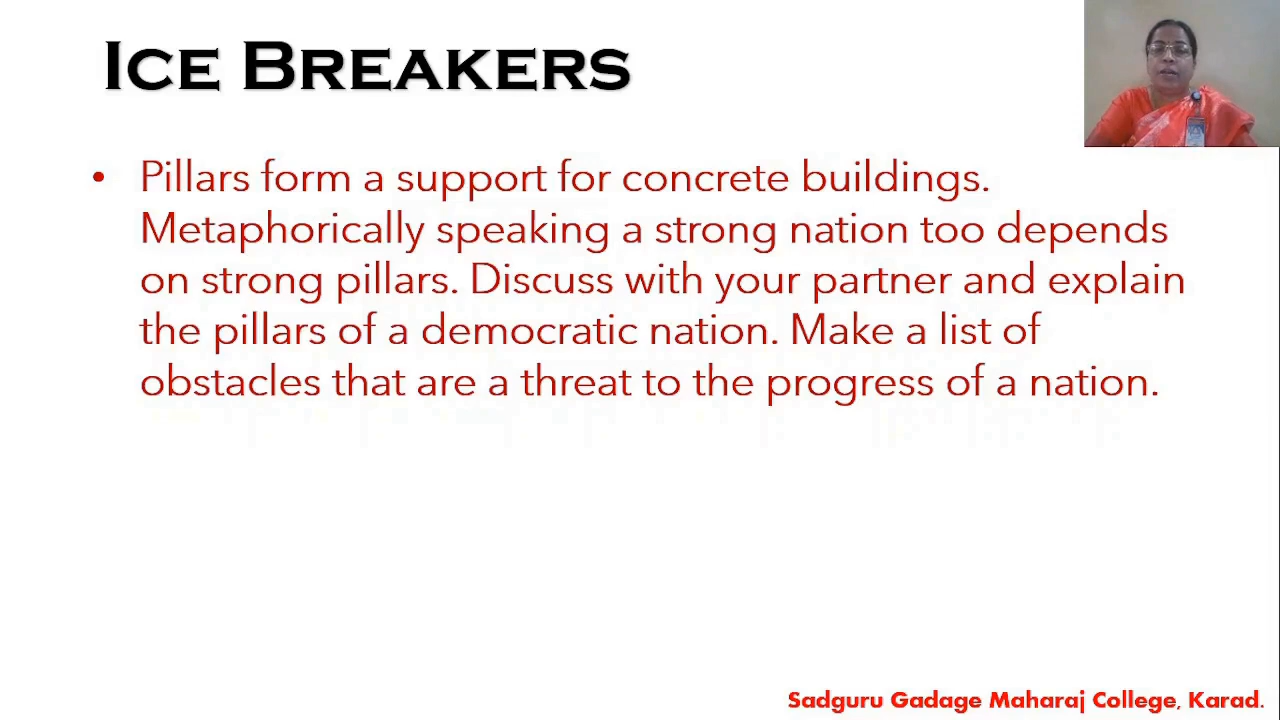 ICE BREAKERS
• Pillars form a support for concrete buildings.
Metaphorically speaking a strong nation too depends
on strong pillars. Discuss with your partner and explain
the pillars of a democratic nation. Make a list of
obstacles that are a threat to the progress of a nation.
Sadguru Gadage Maharaj College, Karad.